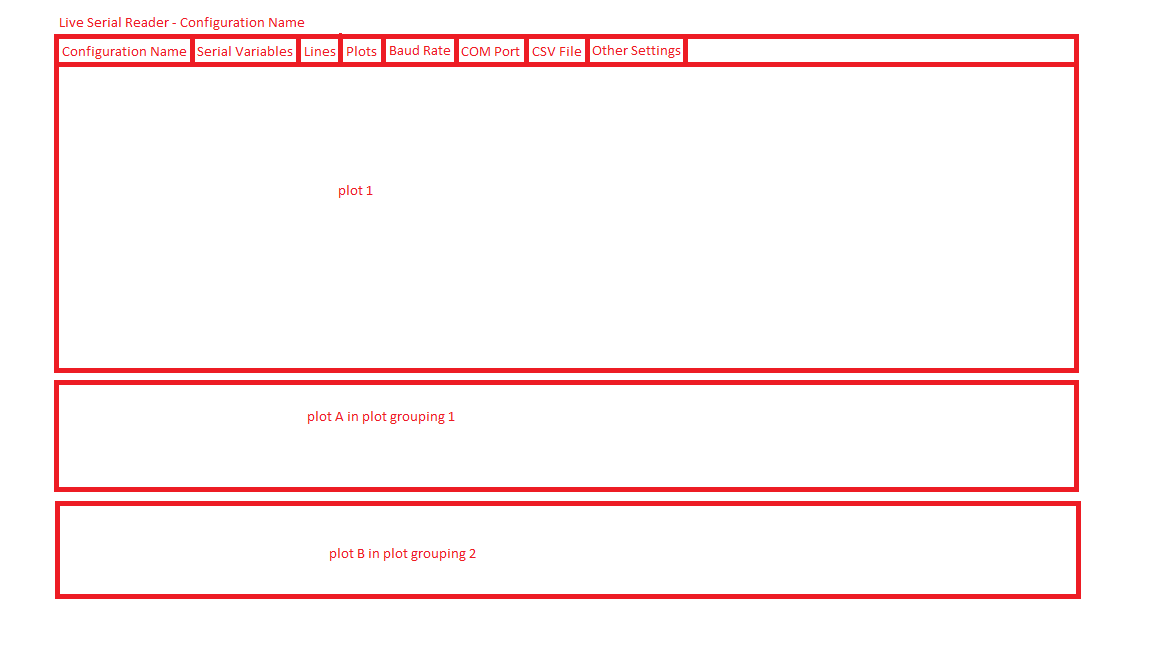 Live Serial Reader - Configuration Name
Configuration Name Serial Variables Lines Plots Baud Rate COM Port CSV File Other Settings
plot 1
plot A in plot grouping 1
plot B in plot grouping 2